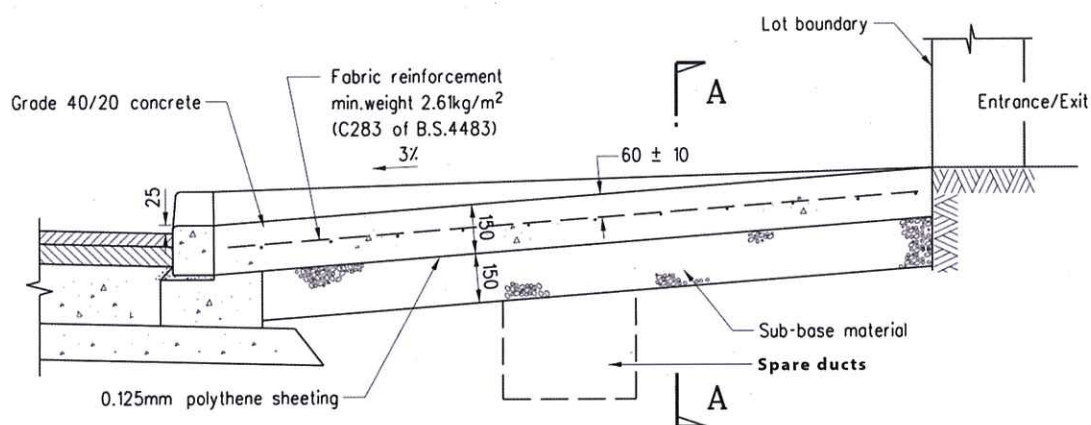 Lot boundary
Fabric reinforcement
min.weight 2.61kg/m²
(C283 of B.S.4483)
A
Grade 40/20 concrete
Entrance/Exit
3%
60 ± 10
25
150
150
Sub-base material
Spare ducts
0.125mm polythene sheeting
A